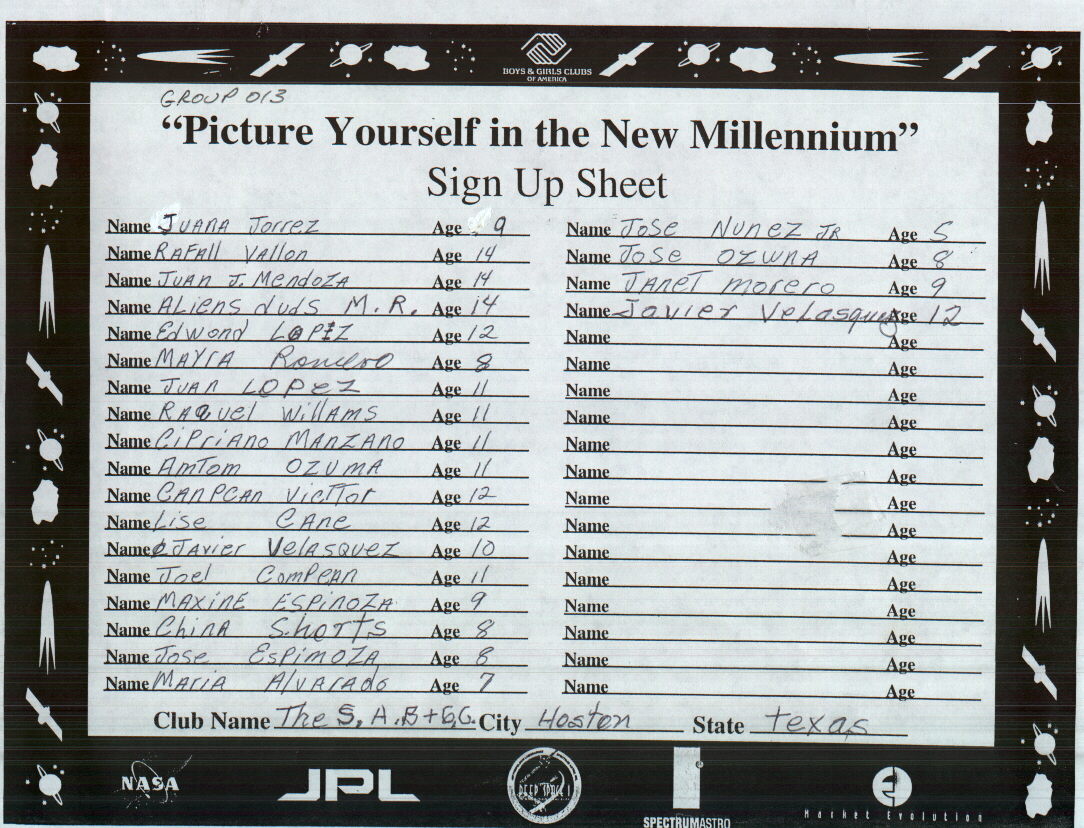 BOYS & GIRLS CLUBS
OF AMERICA
GROUP 013
"Picture Yourself in the New Millennium"
Sign Up Sheet
Name JUANA Torrez Age 9
Name RAFAll Vallon Age 14
Name JUAN J. MendozA Age 14
Name ALiens duds M.R. Age 14
Name Edwond LOPIZ Age 12
Name MAYRA Romero Age 8
Name JUAN LOPEZ Age 11
Name RAQuel WillAMS Age 11
Name CiPriANO MANZANO Age 11
Name AmTom OZUMA Age 11
Name CANPCAN VicTTor Age 12
Name Lise CAne Age 12
Name JAvier VelASQUEZ Age 10
Name Joel ComPeAn Age 11
Name MAXINE ESPINOZA Age 9
Name ChinA ShorTs Age 8
Name Jose EsPimoZA Age 8
Name MARIA AlvArAdo Age 7
Name Jose NunEZ JR Age 5
Name Jose OZWNA Age 8
Name JANET morero Age 9
Name Javier Velasquez Age 12
Name Age
Name Age
Name Age
Name Age
Name Age
Name Age
Name Age
Name Age
Name Age
Name Age
Name Age
Name Age
Name Age
Name Age
Club Name The S.A.B+G.C. City Hoston State Texas
NASA
JPL
DEEP SPACE 1
SPECTRUMASTRO
Market Evolution